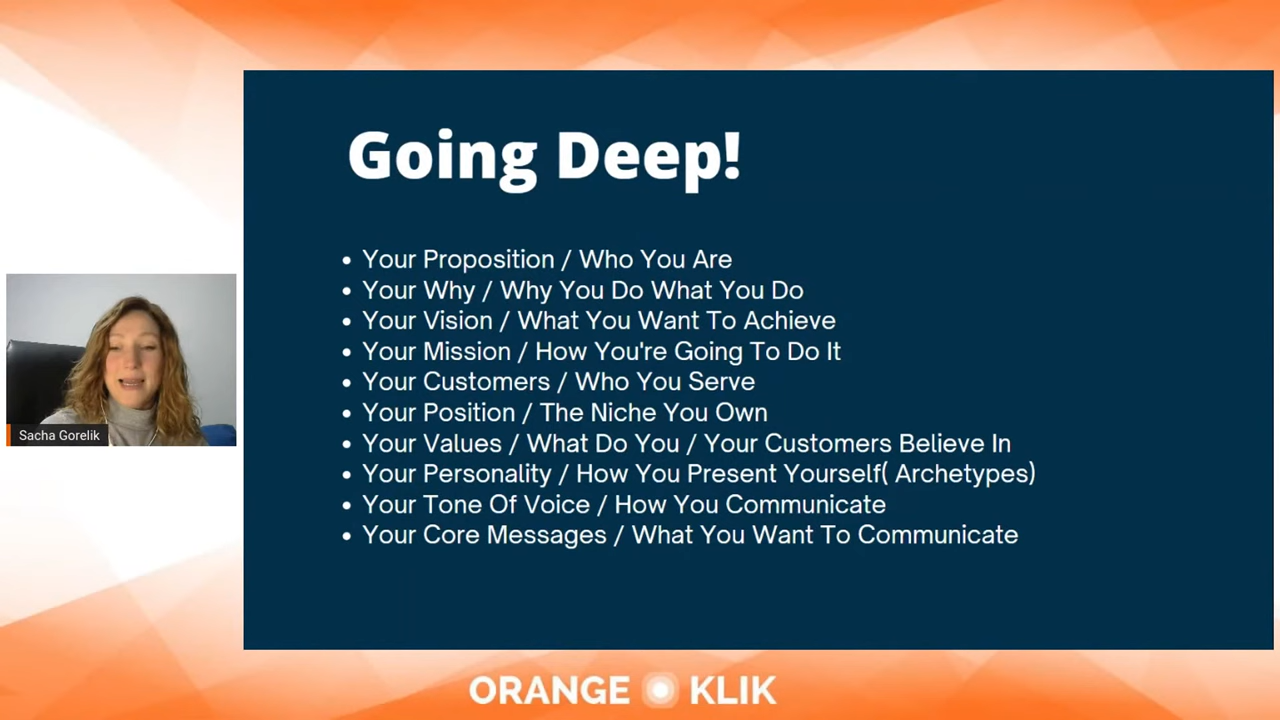 Going Deep!
• Your Proposition / Who You Are
• Your Why / Why You Do What You Do
• Your Vision / What You Want To Achieve
• Your Mission / How You're Going To Do It
• Your Customers / Who You Serve
• Your Position / The Niche You Own
• Your Values / What Do You / Your Customers Believe In
• Your Personality / How You Present Yourself( Archetypes)
• Your Tone Of Voice / How You Communicate
• Your Core Messages / What You Want To Communicate
Sacha Gorelik
ORANGE KLIK